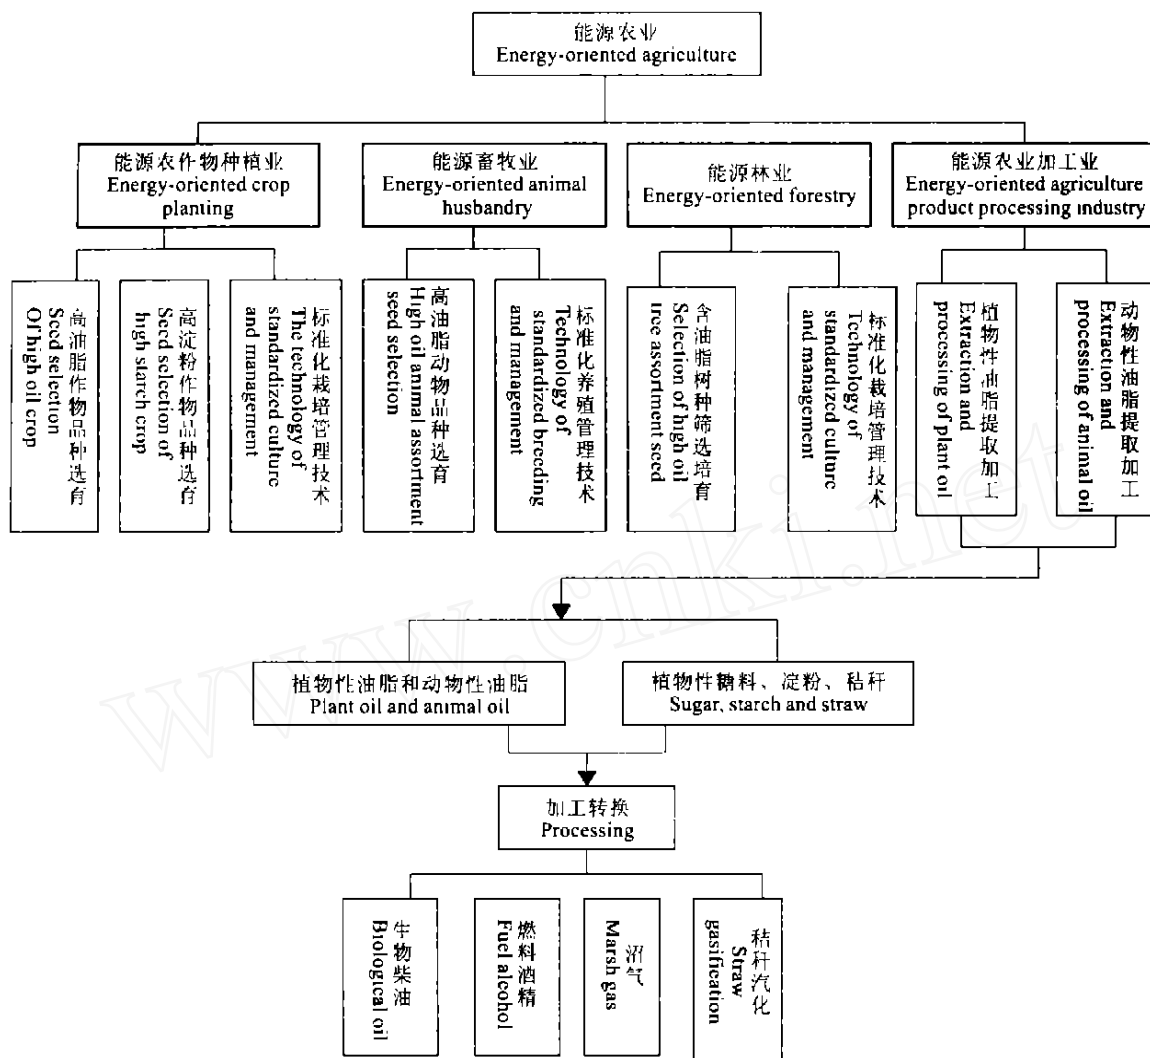 能源农业
Energy-oriented agriculture
能源农作物种植业
Energy-oriented crop
planting
能源畜牧业
Energy-oriented animal
husbandry
能源林业
Energy-oriented forestry
能源农业加工业
Energy-oriented agriculture
product processing industry
高油脂作物品种选育
Seed selection
Of high oil crop
高淀粉作物品种选育
Seed selection of
high starch crop
标准化栽培管理技术
The technology of
standardized culture
and management
高油脂动物品种选育
High oil animal assortment
seed selection
标准化养殖管理技术
Technology of
standardized breeding
and management
含油脂树种筛选培育
Selection of high oil
tree assortment seed
标准化栽培管理技术
Technology of
standardized culture
and management
植物性油脂提取加工
Extraction and
processing of plant oil
动物性油脂提取加工
Extraction and
processing of animal oil
植物性油脂和动物性油脂
Plant oil and animal oil
植物性糖料、淀粉、秸秆
Sugar, starch and straw
加工转换
Processing
生物柴油
Biological oil
燃料酒精
Fuel alcohol
沼气
Marsh gas
秸秆汽化
Straw
gasification
www.cnki.net